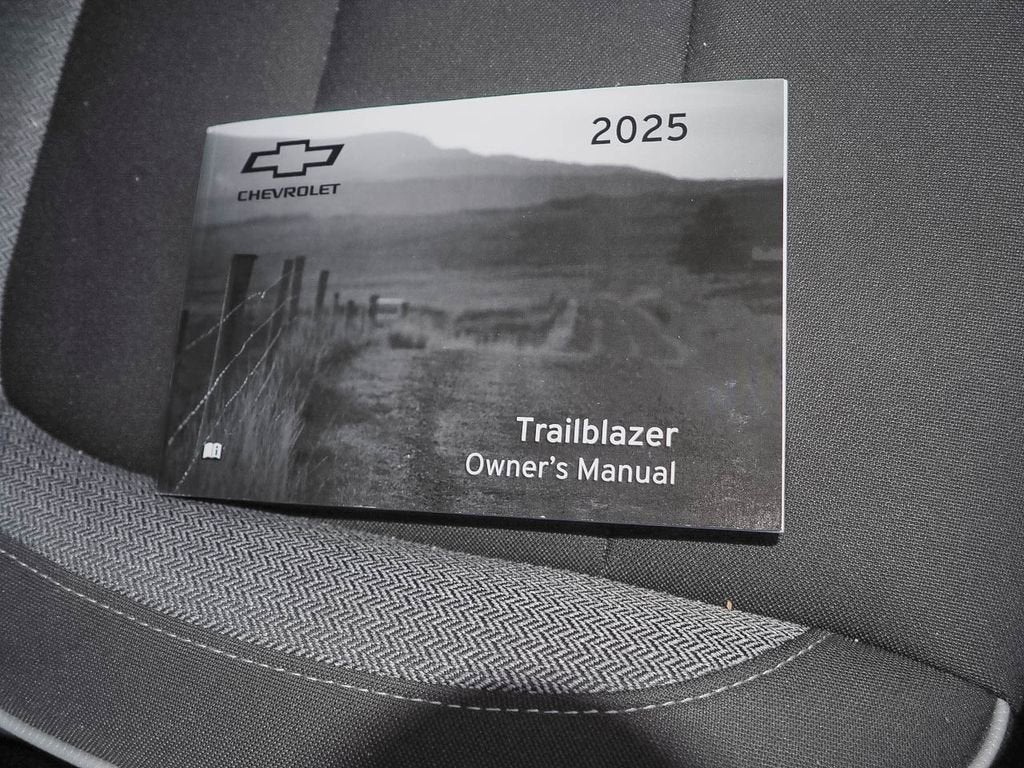 2025
CHEVROLET
Trailblazer
Owner's Manual